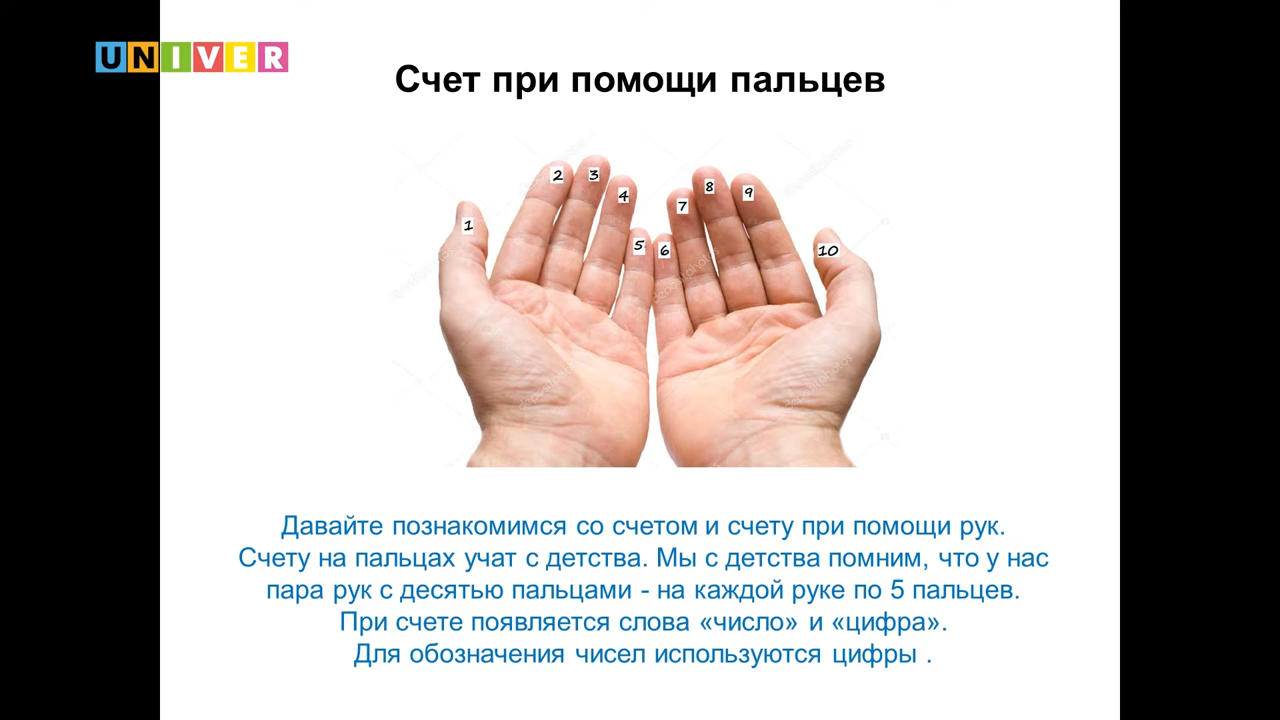 UNIVER
Счет при помощи пальцев
1
2
3
4
5
6
7
8
9
10
Давайте познакомимся со счетом и счету при помощи рук.
Счету на пальцах учат с детства. Мы с детства помним, что у нас
пара рук с десятью пальцами - на каждой руке по 5 пальцев.
При счете появляется слова «число» и «цифра».
Для обозначения чисел используются цифры .